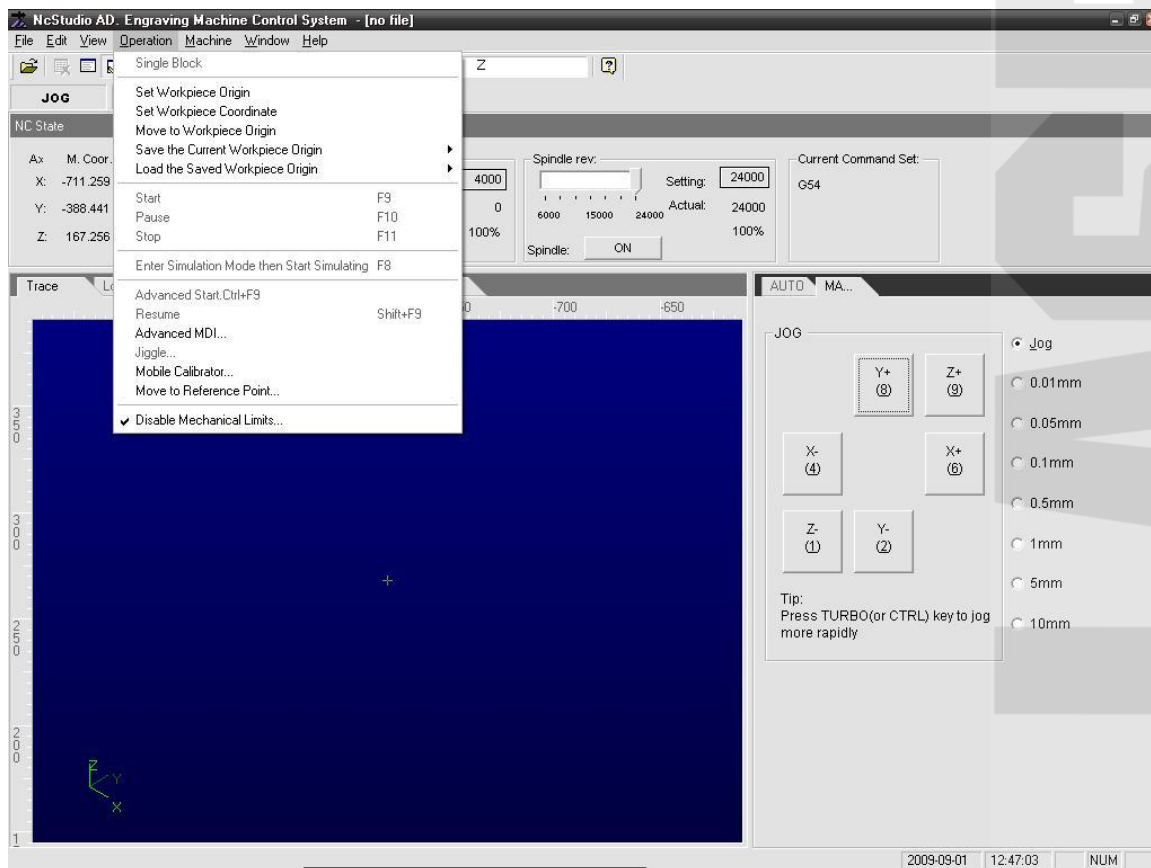 NcStudio AD. Engraving Machine Control System - [no file]
File Edit View Operation Machine Window Help
Single Block
Z
JOG
Set Workpiece Origin
Set Workpiece Coordinate
Move to Workpiece Origin
Save the Current Workpiece Origin
Load the Saved Workpiece Origin
Start F9
Pause F10
Stop F11
Enter Simulation Mode then Start Simulating F8
Advanced Start.Ctrl+F9
Resume Shift+F9
Advanced MDI...
Jiggle...
Mobile Calibrator...
Move to Reference Point...
Disable Mechanical Limits...
NC State
Ax M. Coor.
X: -711.259
Y: -388.441
Z: 167.256
4000
0
100%
Spindle rev:
6000 15000 24000
Setting: 24000
Actual: 24000
100%
Spindle: ON
Current Command Set:
G54
Trace
-700 -650
350
300
250
200
1
Z
Y
X
AUTO MA...
JOG
Y+
(8)
Z+
(9)
X-
(4)
X+
(6)
Z-
(1)
Y-
(2)
Tip:
Press TURBO(or CTRL) key to jog
more rapidly
Jog
0.01mm
0.05mm
0.1mm
0.5mm
1mm
5mm
10mm
2009-09-01 12:47:03 NUM